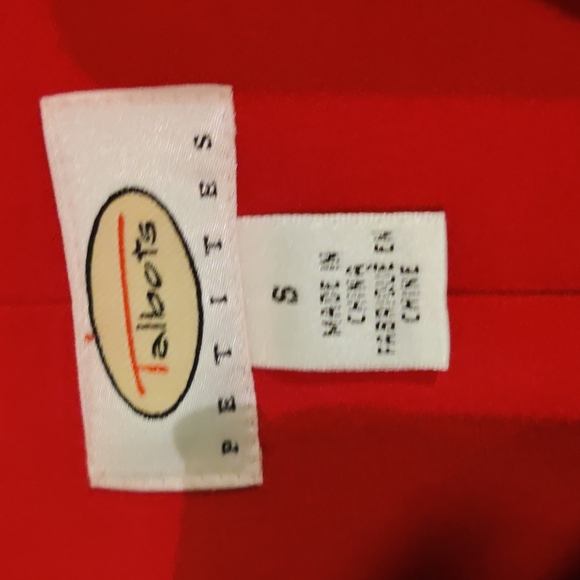 Talbots
PETITES
S
MADE IN
CHINA
FABRIQUÉ EN
CHINE